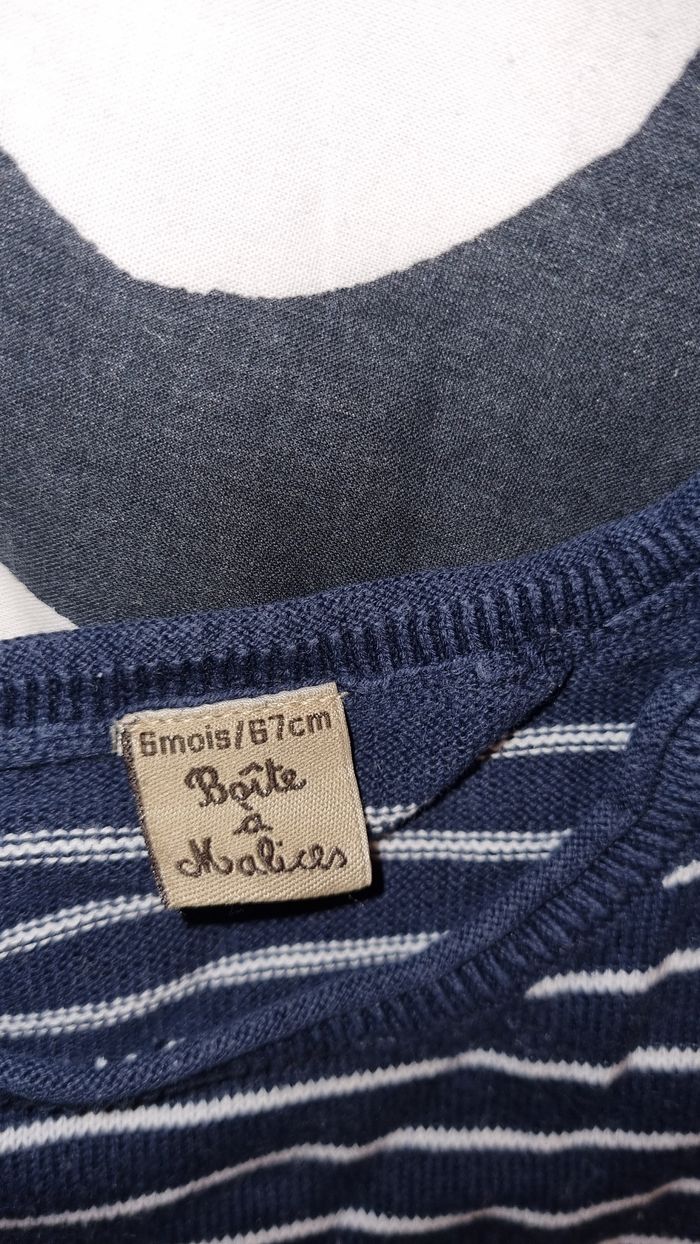 6mois/67cm
Boîte
à
Malices